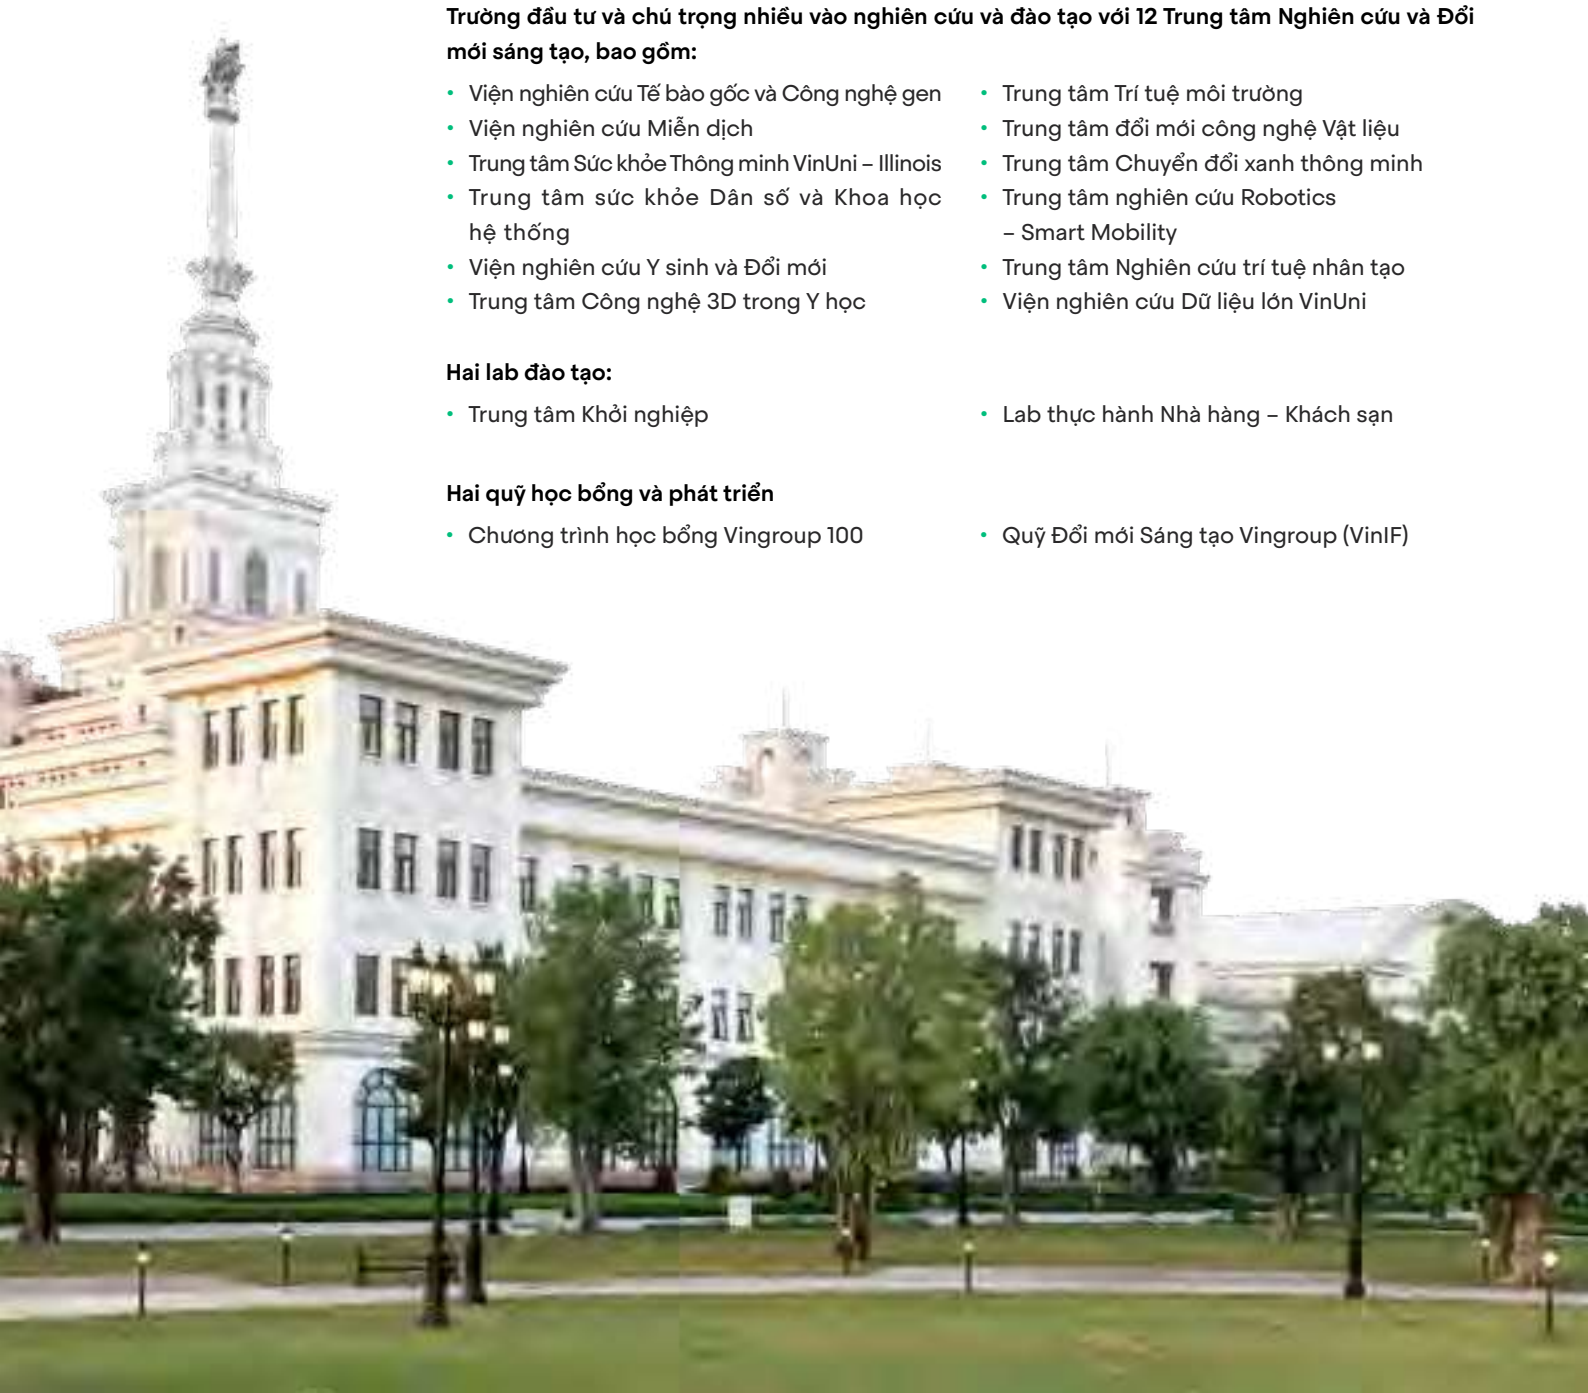 Trường đầu tư và chú trọng nhiều vào nghiên cứu và đào tạo với 12 Trung tâm Nghiên cứu và Đổi
mới sáng tạo, bao gồm:
• Viện nghiên cứu Tế bào gốc và Công nghệ gen
• Viện nghiên cứu Miễn dịch
• Trung tâm Sức khỏe Thông minh VinUni – Illinois
• Trung tâm sức khỏe Dân số và Khoa học
hệ thống
• Viện nghiên cứu Y sinh và Đổi mới
• Trung tâm Công nghệ 3D trong Y học
• Trung tâm Trí tuệ môi trường
• Trung tâm đổi mới công nghệ Vật liệu
• Trung tâm Chuyển đổi xanh thông minh
• Trung tâm nghiên cứu Robotics
– Smart Mobility
• Trung tâm Nghiên cứu trí tuệ nhân tạo
• Viện nghiên cứu Dữ liệu lớn VinUni
Hai lab đào tạo:
• Trung tâm Khởi nghiệp
• Lab thực hành Nhà hàng – Khách sạn
Hai quỹ học bổng và phát triển
• Chương trình học bổng Vingroup 100
• Quỹ Đổi mới Sáng tạo Vingroup (VinIF)